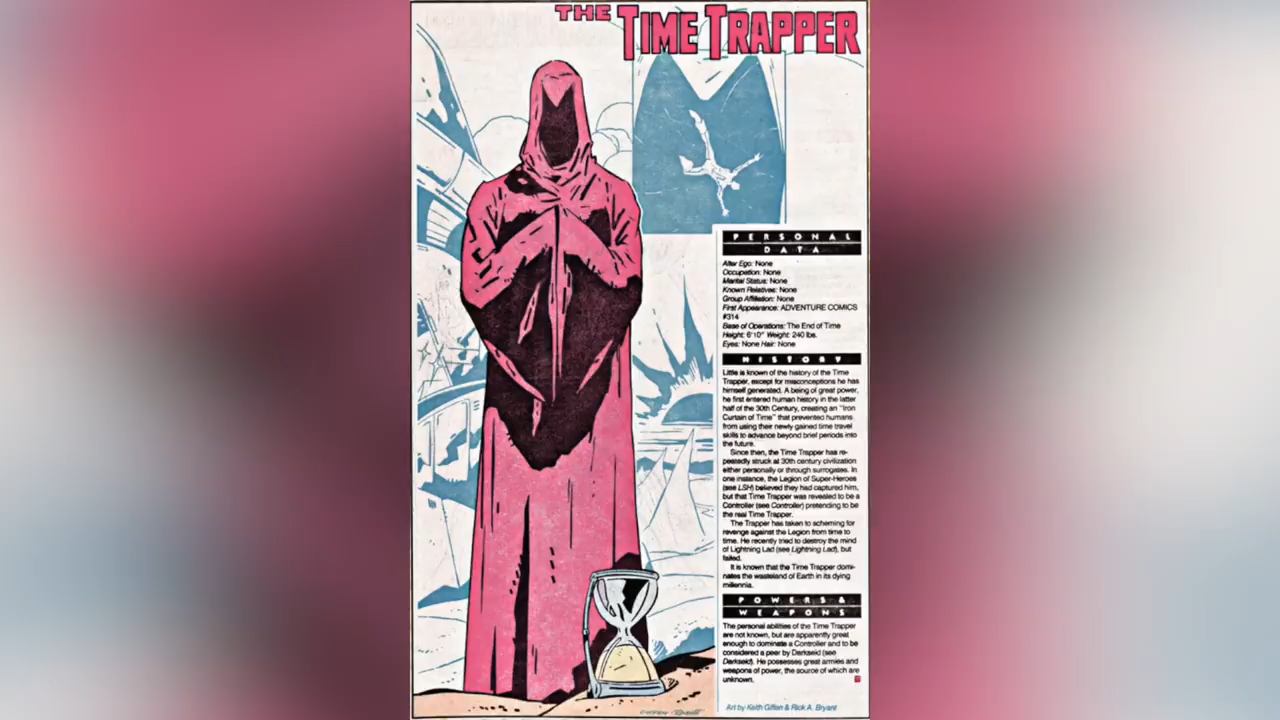 THE TIME TRAPPER
PERSONAL
DATA
Alter Ego: None
Occupation: None
Marital Status: None
Known Relatives: None
Group Affiliation: None
First Appearance: ADVENTURE COMICS
#314
Base of Operations: The End of Time
Height: 6'10" Weight: 240 lbs.
Eyes: None Hair: None
HISTORY
Little is known of the history of the Time
Trapper, except for misconceptions he has
himself generated. A being of great power,
he first entered human history in the latter
half of the 30th Century, creating an "Iron
Curtain of Time" that prevented humans
from using their newly gained time travel
skills to advance beyond brief periods into
the future.
Since then, the Time Trapper has re-
peatedly struck at 30th century civilization
either personally or through surrogates. In
one instance, the Legion of Super-Heroes
(see LSH) believed they had captured him,
but that Time Trapper was revealed to be a
Controller (see Controller) pretending to be
the real Time Trapper.
The Trapper has taken to scheming for
revenge against the Legion from time to
time. He recently tried to destroy the mind
of Lightning Lad (see Lightning Lad), but
failed.
It is known that the Time Trapper domi-
nates the wasteland of Earth in its dying
millennia.
POWERS &
WEAPONS
The personal abilities of the Time Trapper
are not known, but are apparently great
enough to dominate a Controller and to be
considered a peer by Darkseid (see
Darkseid). He possesses great armies and
weapons of power, the source of which are
unknown.
Art by Keith Giffen & Rick A. Bryant